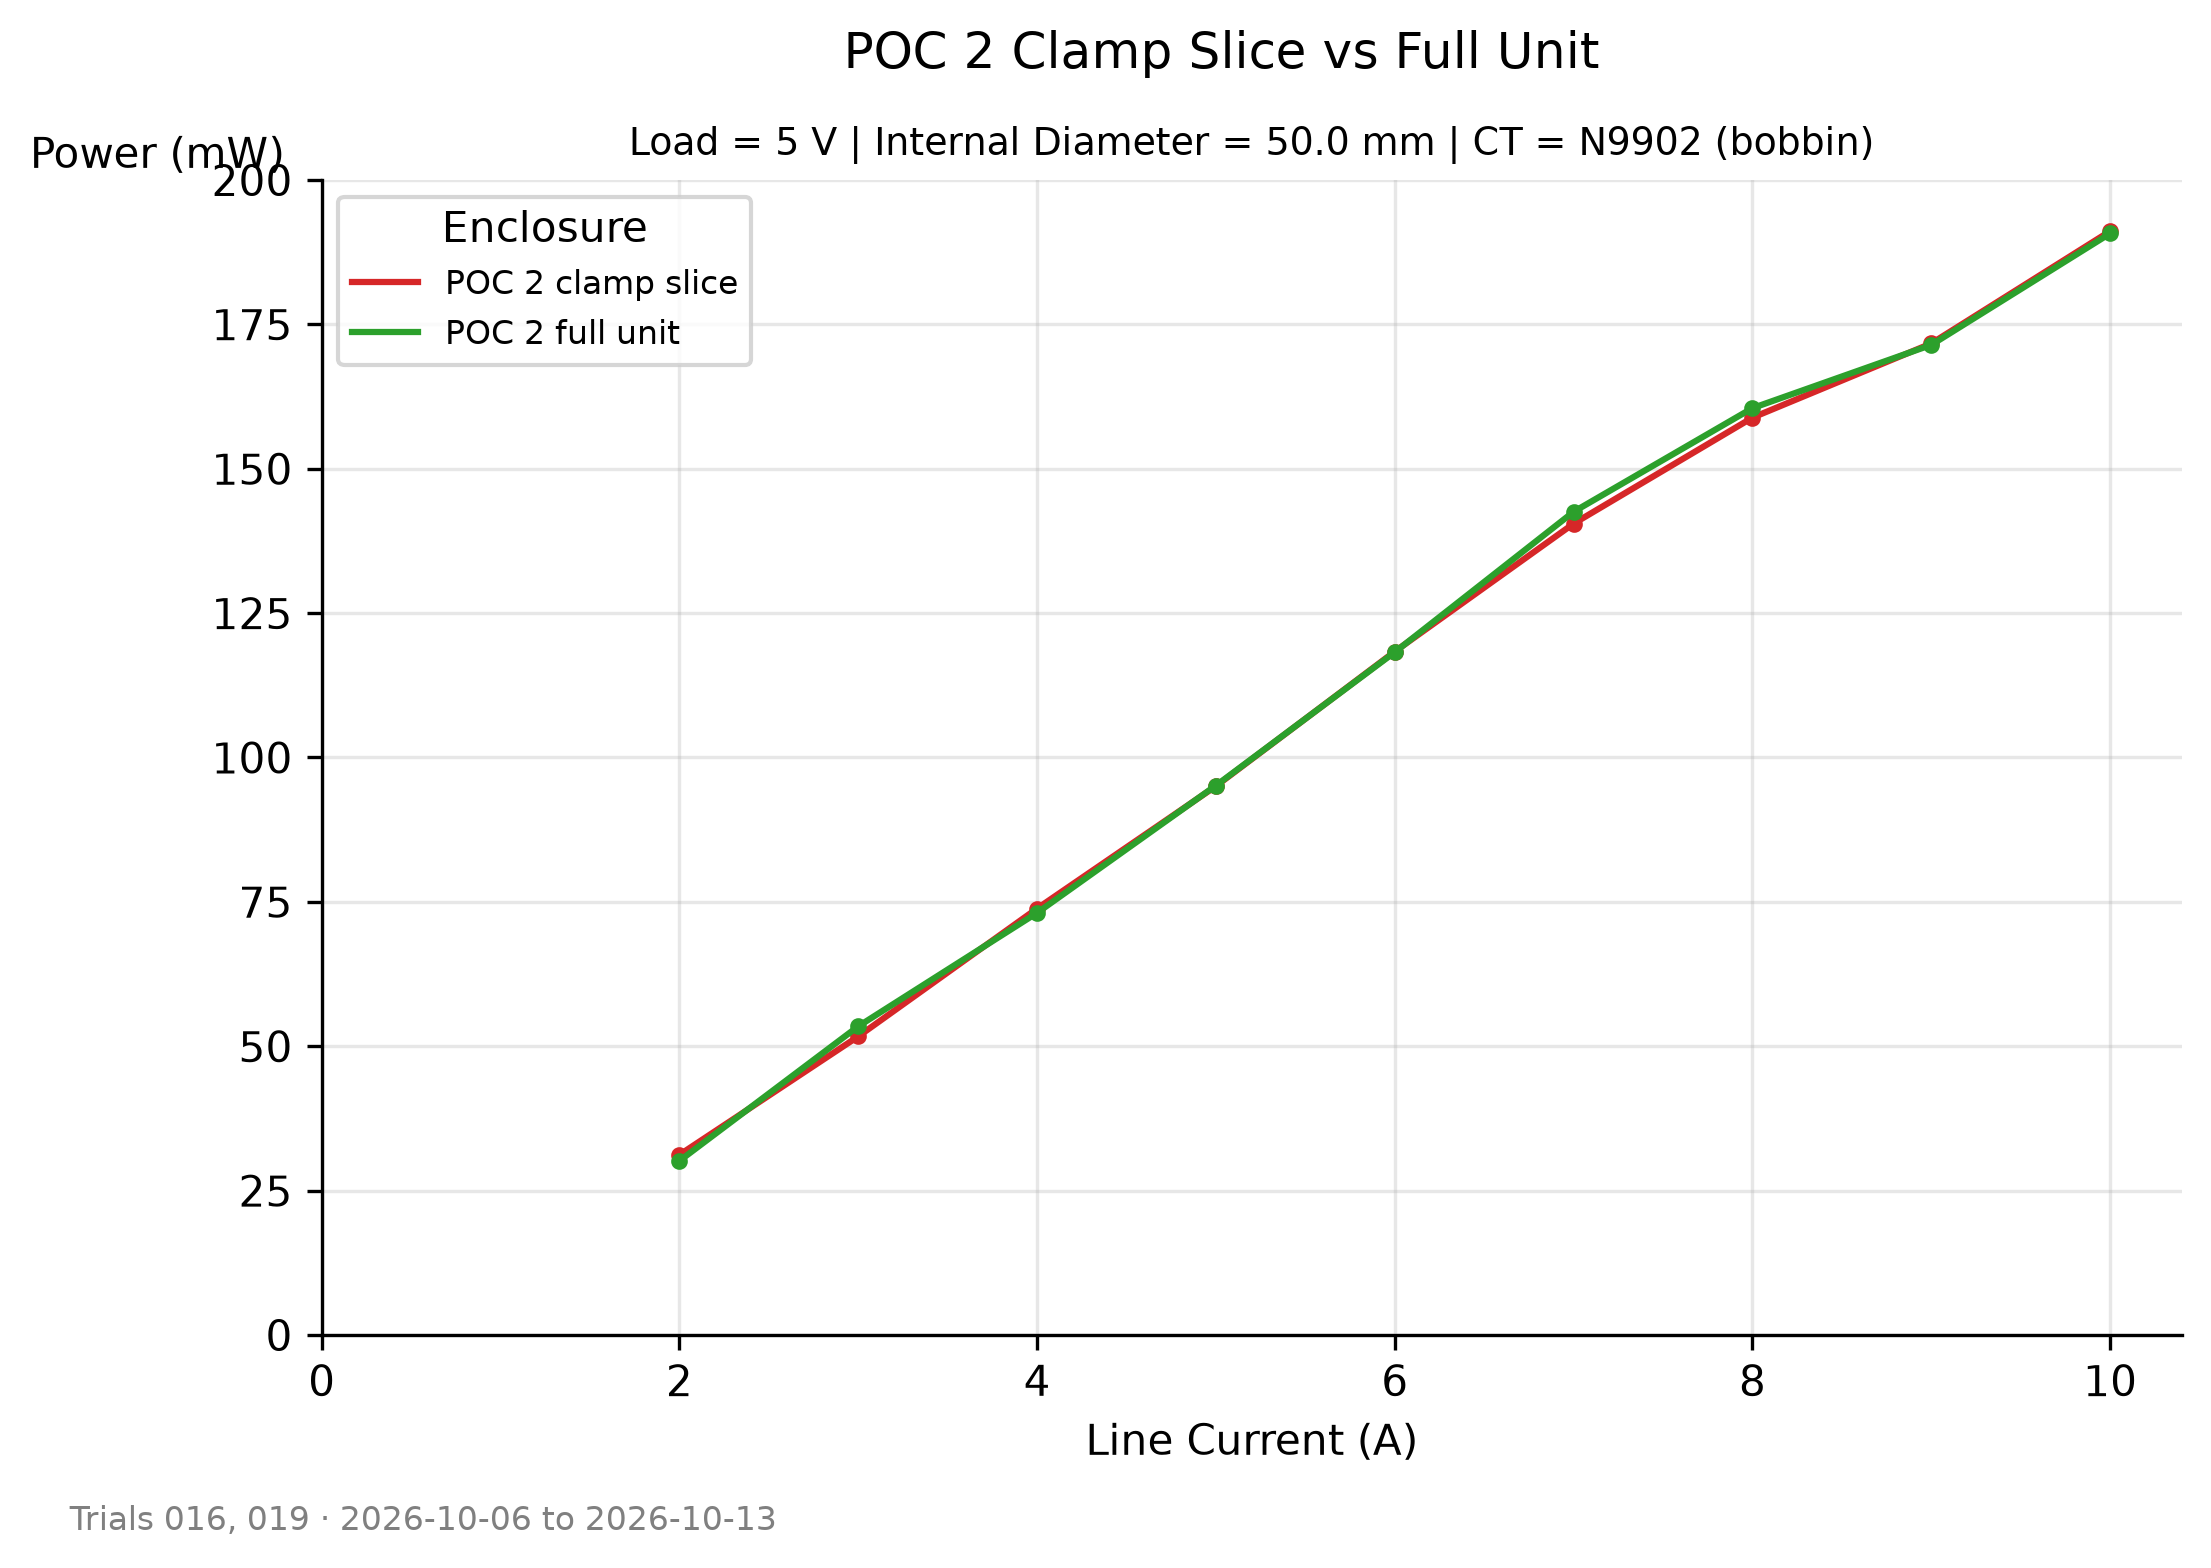 POC 2 Clamp Slice vs Full Unit
Load = 5 V | Internal Diameter = 50.0 mm | CT = N9902 (bobbin)
Power (mW)
Enclosure
POC 2 clamp slice
POC 2 full unit
200
175
150
125
100
75
50
25
0
0 2 4 6 8 10
Line Current (A)
Trials 016, 019 · 2026-10-06 to 2026-10-13